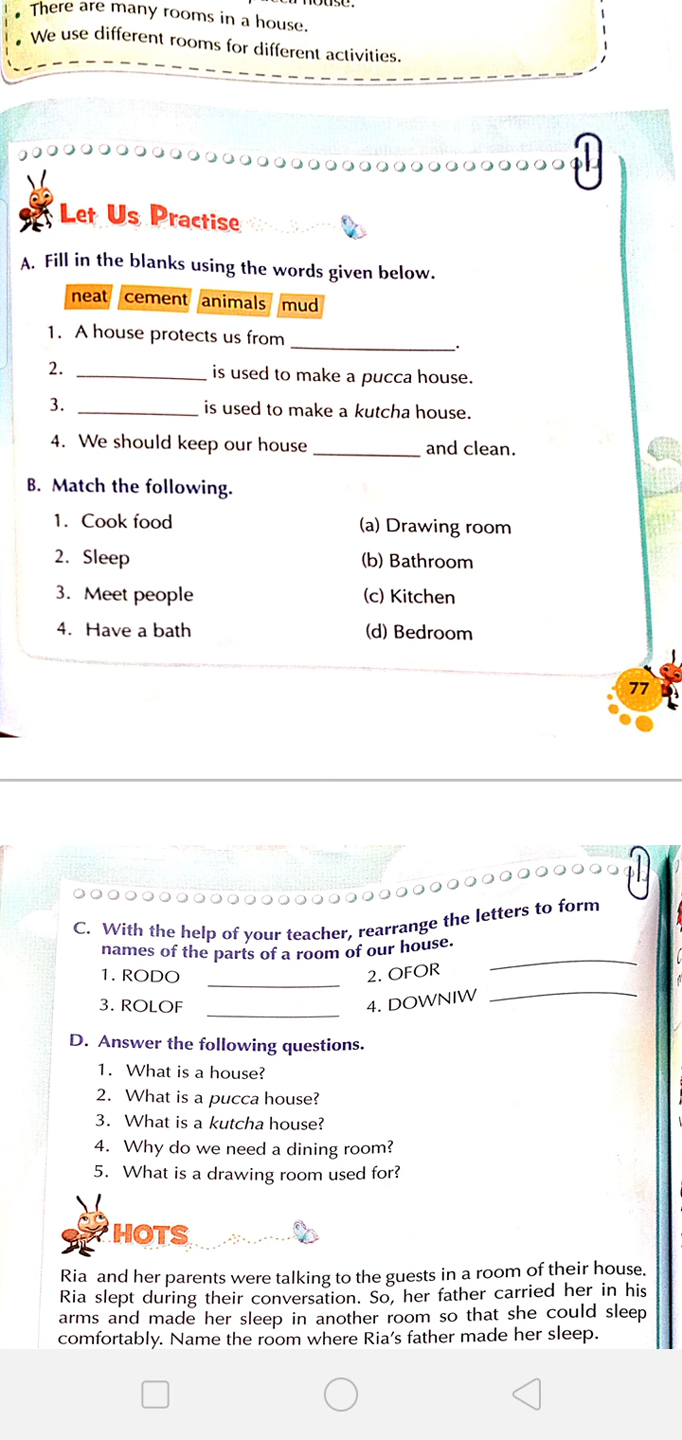 There are many rooms in a house.
We use different rooms for different activities.
Let Us Practise
A. Fill in the blanks using the words given below.
neat cement animals mud
1. A house protects us from ____________.
2. ____________ is used to make a pucca house.
3. ____________ is used to make a kutcha house.
4. We should keep our house ____________ and clean.
B. Match the following.
1. Cook food (a) Drawing room
2. Sleep (b) Bathroom
3. Meet people (c) Kitchen
4. Have a bath (d) Bedroom
77
C. With the help of your teacher, rearrange the letters to form
names of the parts of a room of our house.
1. RODO ____________ 2. OFOR ____________
3. ROLOF ____________ 4. DOWNIW ____________
D. Answer the following questions.
1. What is a house?
2. What is a pucca house?
3. What is a kutcha house?
4. Why do we need a dining room?
5. What is a drawing room used for?
HOTS
Ria and her parents were talking to the guests in a room of their house.
Ria slept during their conversation. So, her father carried her in his
arms and made her sleep in another room so that she could sleep
comfortably. Name the room where Ria's father made her sleep.